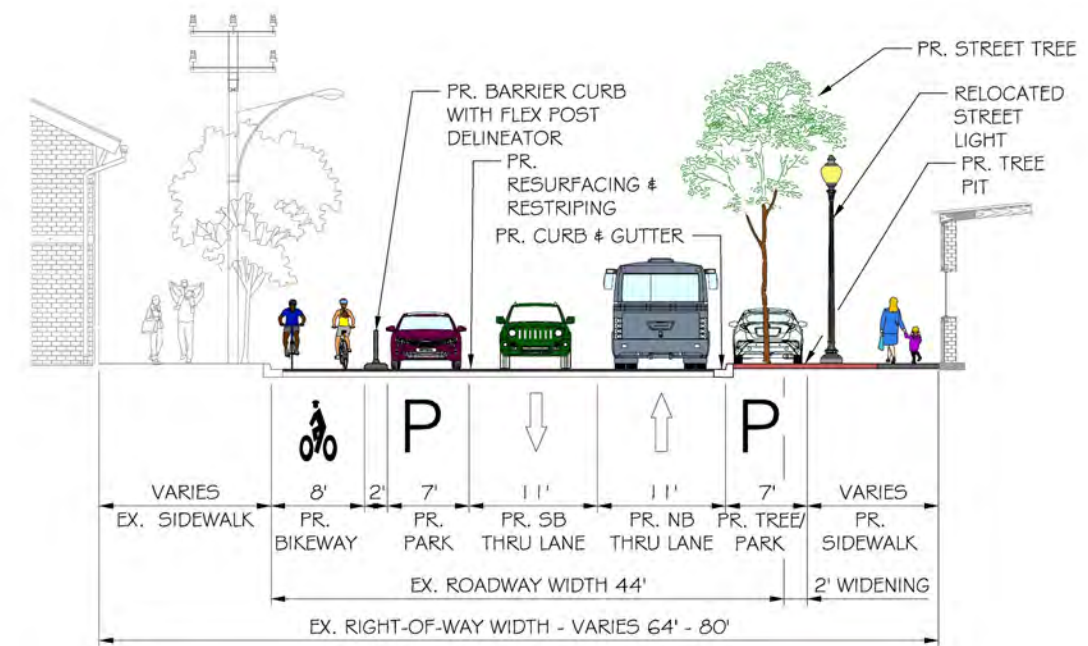 PR. STREET TREE
PR. BARRIER CURB
WITH FLEX POST
DELINEATOR
RELOCATED
STREET
LIGHT
PR.
RESURFACING &
RESTRIPING
PR. TREE
PIT
PR. CURB & GUTTER
P
P
VARIES
8'
2'
7'
11'
11'
7'
VARIES
EX. SIDEWALK
PR.
BIKEWAY
PR.
PARK
PR. SB
THRU LANE
PR. NB
THRU LANE
PR. TREE/
PARK
PR.
SIDEWALK
EX. ROADWAY WIDTH 44'
2' WIDENING
EX. RIGHT-OF-WAY WIDTH - VARIES 64' - 80'